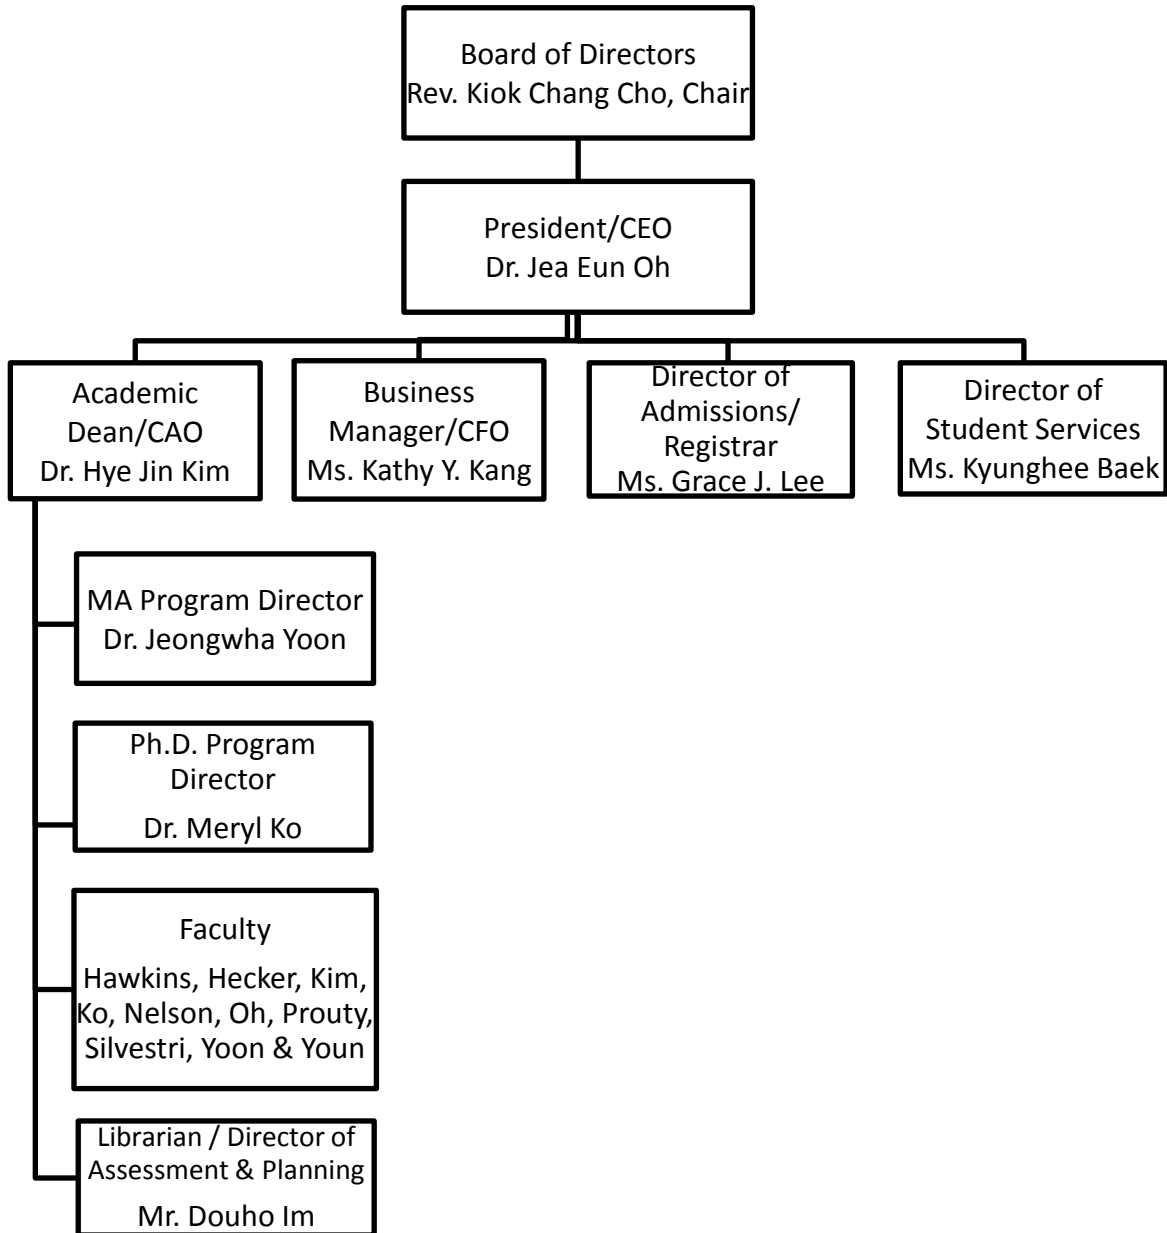 Board of Directors
Rev. Kiok Chang Cho, Chair
President/CEO
Dr. Jea Eun Oh
Academic
Dean/CAO
Dr. Hye Jin Kim
Business
Manager/CFO
Ms. Kathy Y. Kang
Director of
Admissions/
Registrar
Ms. Grace J. Lee
Director of
Student Services
Ms. Kyunghee Baek
MA Program Director
Dr. Jeongwha Yoon
Ph.D. Program
Director
Dr. Meryl Ko
Faculty
Hawkins, Hecker, Kim,
Ko, Nelson, Oh, Prouty,
Silvestri, Yoon & Youn
Librarian / Director of
Assessment & Planning
Mr. Douho Im